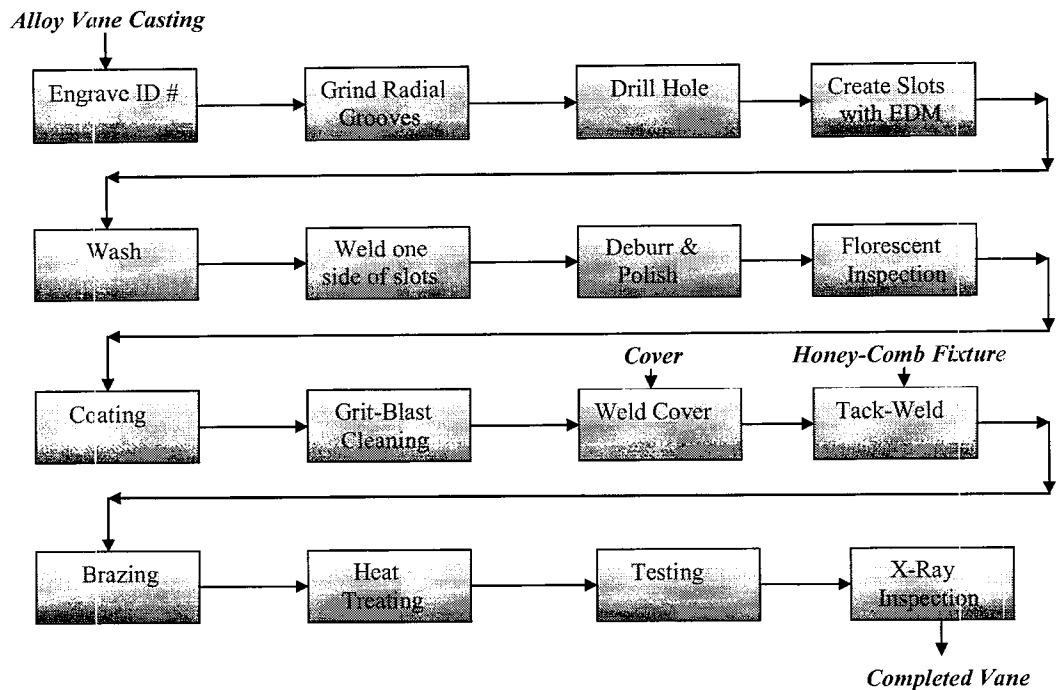 Alloy Vane Casting
Engrave ID #
Grind Radial
Grooves
Drill Hole
Create Slots
with EDM
Wash
Weld one
side of slots
Deburr &
Polish
Florescent
Inspection
Cover
Honey-Comb Fixture
Coating
Grit-Blast
Cleaning
Weld Cover
Tack-Weld
Brazing
Heat
Treating
Testing
X-Ray
Inspection
Completed Vane